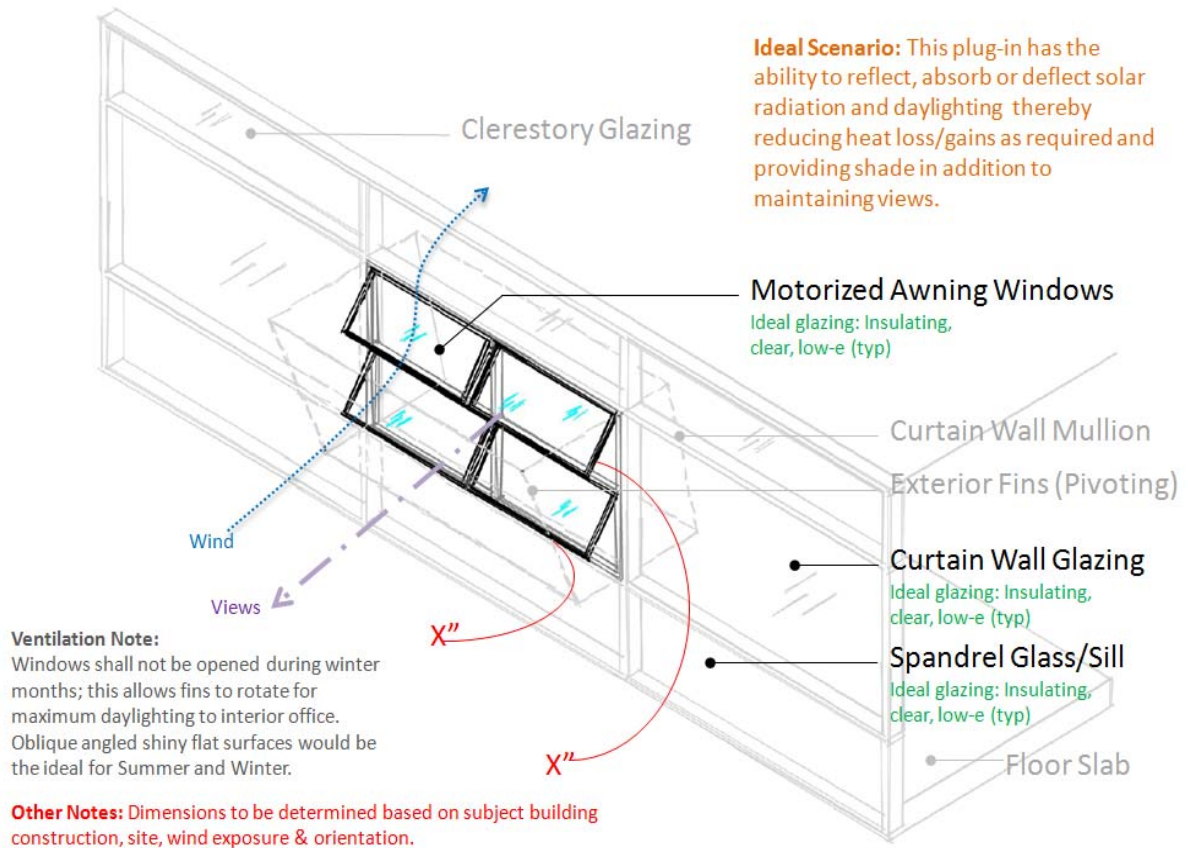 Ideal Scenario: This plug-in has the
ability to reflect, absorb or deflect solar
radiation and daylighting thereby
reducing heat loss/gains as required and
providing shade in addition to
maintaining views.
Clerestory Glazing
Motorized Awning Windows
Ideal glazing: Insulating,
clear, low-e (typ)
Curtain Wall Mullion
Exterior Fins (Pivoting)
Wind
Curtain Wall Glazing
Ideal glazing: Insulating,
clear, low-e (typ)
Views
X”
Spandrel Glass/Sill
Ideal glazing: Insulating,
clear, low-e (typ)
X”
Floor Slab
Ventilation Note:
Windows shall not be opened during winter
months; this allows fins to rotate for
maximum daylighting to interior office.
Oblique angled shiny flat surfaces would be
the ideal for Summer and Winter.
Other Notes: Dimensions to be determined based on subject building
construction, site, wind exposure & orientation.